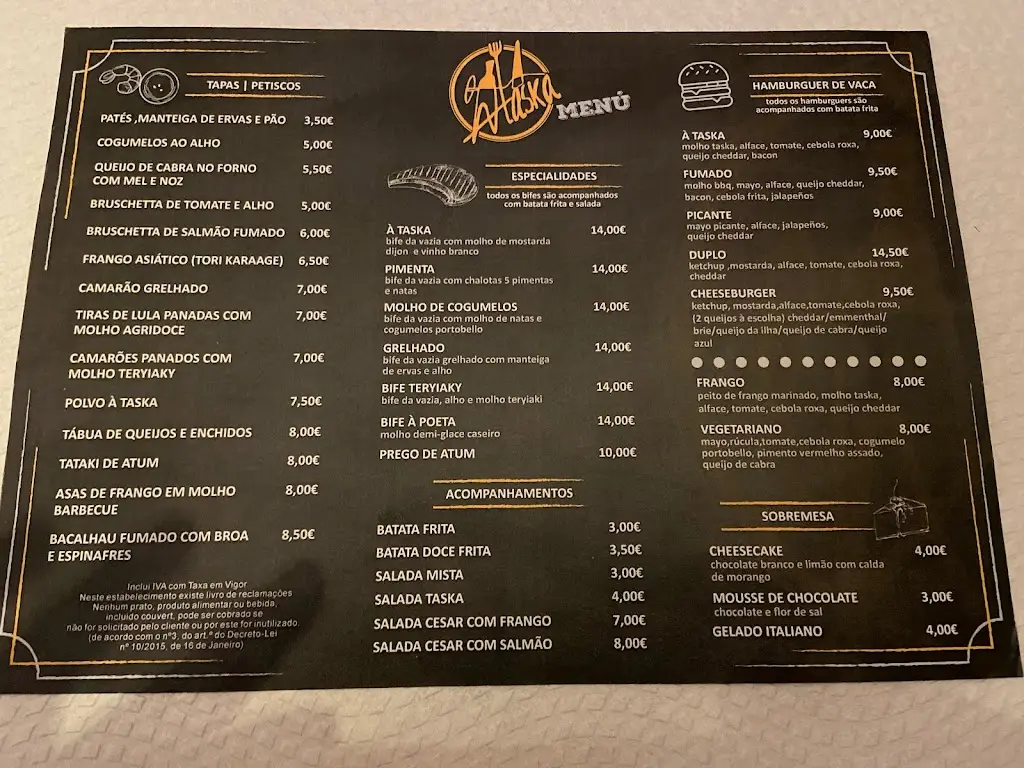 TAPAS | PETISCOS
PATÉS ,MANTEIGA DE ERVAS E PÃO 3,50€
COGUMELOS AO ALHO 5,00€
QUEIJO DE CABRA NO FORNO 5,50€
COM MEL E NOZ
BRUSCHETTA DE TOMATE E ALHO 5,00€
BRUSCHETTA DE SALMÃO FUMADO 6,00€
FRANGO ASIÁTICO (TORI KARAAGE) 6,50€
CAMARÃO GRELHADO 7,00€
TIRAS DE LULA PANADAS COM 7,00€
MOLHO AGRIDOCE
CAMARÕES PANADOS COM 7,00€
MOLHO TERYIAKY
POLVO À TASKA 7,50€
TÁBUA DE QUEIJOS E ENCHIDOS 8,00€
TATAKI DE ATUM 8,00€
ASAS DE FRANGO EM MOLHO 8,00€
BARBECUE
BACALHAU FUMADO COM BROA 8,50€
E ESPINAFRES
Inclui IVA com Taxa em Vigor
Neste estabelecimento existe livro de reclamações
Nenhum prato, produto alimentar ou bebida,
incluido couvert, pode ser cobrado se
não for solicitado pelo cliente ou por este for inutilizado.
(de acordo com o nº3, do art.º do Decreto-Lei
nº 10/2015, de 16 de Janeiro)
À Taska
MENÚ
ESPECIALIDADES
todos os bifes são acompanhados
com batata frita e salada
À TASKA 14,00€
bife da vazia com molho de mostarda
dijon e vinho branco
PIMENTA 14,00€
bife da vazia com chalotas 5 pimentas
e natas
MOLHO DE COGUMELOS 14,00€
bife da vazia com molho de natas e
cogumelos portobello
GRELHADO 14,00€
bife da vazia grelhado com manteiga
de ervas e alho
BIFE TERYIAKY 14,00€
bife da vazia, alho e molho teryiaki
BIFE À POETA 14,00€
molho demi-glace caseiro
PREGO DE ATUM 10,00€
ACOMPANHAMENTOS
BATATA FRITA 3,00€
BATATA DOCE FRITA 3,50€
SALADA MISTA 3,00€
SALADA TASKA 4,00€
SALADA CESAR COM FRANGO 7,00€
SALADA CESAR COM SALMÃO 8,00€
HAMBURGUER DE VACA
todos os hamburguers são
acompanhados com batata frita
À TASKA 9,00€
molho taska, alface, tomate, cebola roxa,
queijo cheddar, bacon
FUMADO 9,50€
molho bbq, mayo, alface, queijo cheddar,
bacon, cebola frita, jalapeños
PICANTE 9,00€
mayo picante, alface, jalapeños,
queijo cheddar
DUPLO 14,50€
ketchup ,mostarda, alface, tomate, cebola roxa,
cheddar
CHEESEBURGER 9,50€
ketchup, mostarda,alface,tomate,cebola roxa,
(2 queijos à escolha) cheddar/emmenthal/
brie/queijo da ilha/queijo de cabra/queijo
azul
FRANGO 8,00€
peito de frango marinado, molho taska,
alface, tomate, cebola roxa, queijo cheddar
VEGETARIANO 8,00€
mayo,rúcula,tomate,cebola roxa, cogumelo
portobello, pimento vermelho assado,
queijo de cabra
SOBREMESA
CHEESECAKE 4,00€
chocolate branco e limão com calda
de morango
MOUSSE DE CHOCOLATE 3,00€
chocolate e flor de sal
GELADO ITALIANO 4,00€